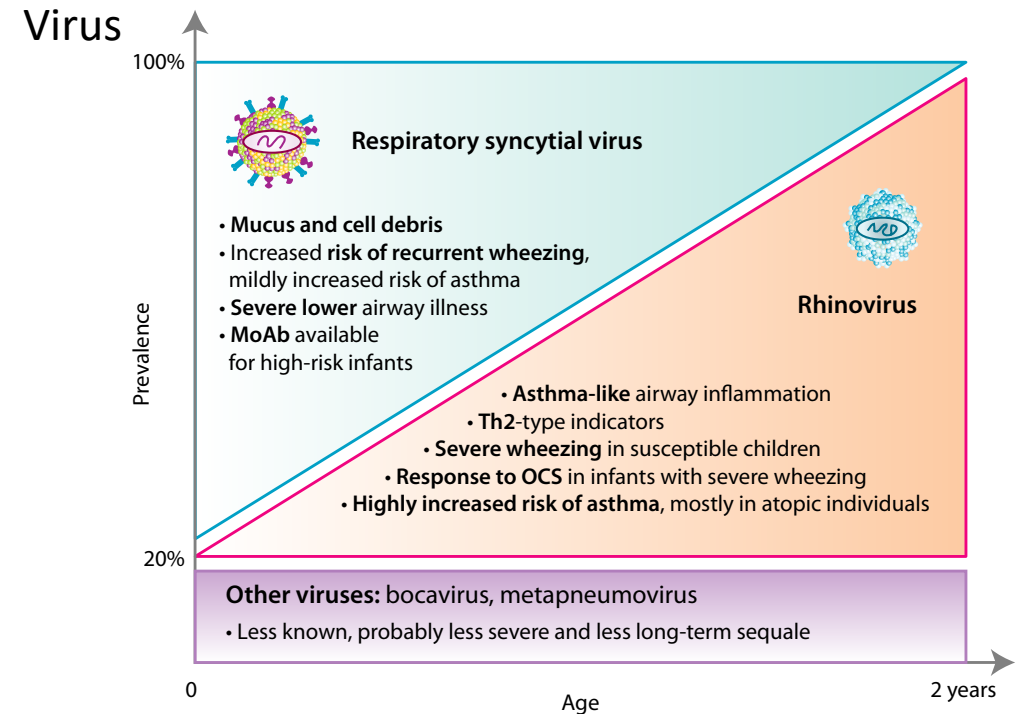 Virus
100%
Respiratory syncytial virus
• Mucus and cell debris
• Increased risk of recurrent wheezing,
mildly increased risk of asthma
• Severe lower airway illness
• MoAb available
for high-risk infants
Prevalence
Rhinovirus
• Asthma-like airway inflammation
• Th2-type indicators
• Severe wheezing in susceptible children
• Response to OCS in infants with severe wheezing
• Highly increased risk of asthma, mostly in atopic individuals
20%
Other viruses: bocavirus, metapneumovirus
• Less known, probably less severe and less long-term sequale
0
Age
2 years